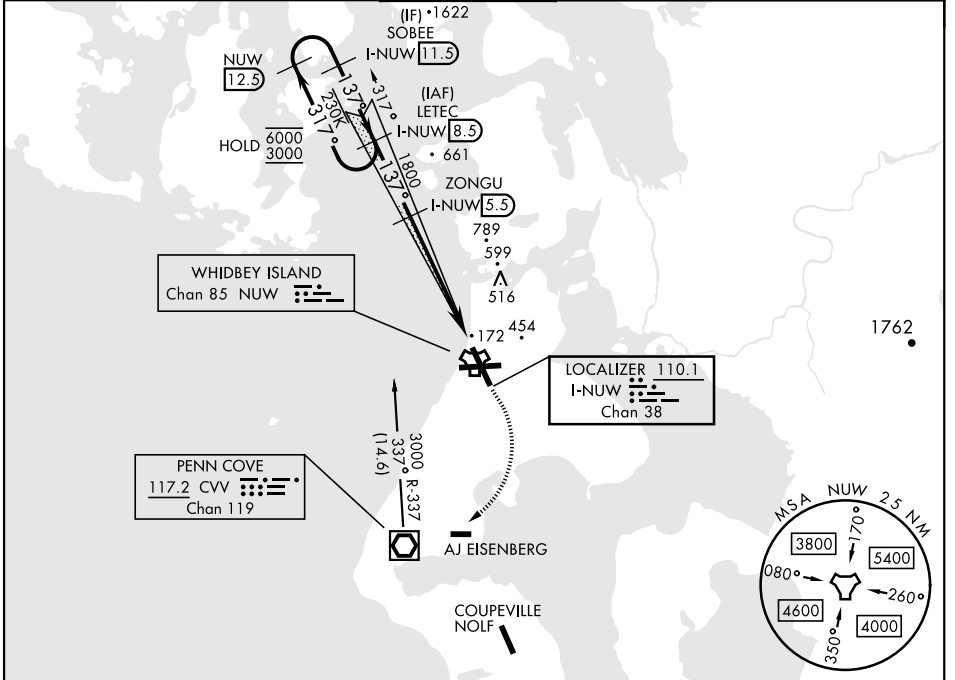 (IF) •1622
SOBEE
I-NUW 11.5
NUW
12.5
137°
317°
230K
317°
HOLD 6000
3000
(IAF)
LETEC
I-NUW 8.5
661
1800
137°
ZONGU
I-NUW 5.5
789
599
516
WHIDBEY ISLAND
Chan 85 NUW
172
454
1762
LOCALIZER 110.1
I-NUW
Chan 38
3000
337°
(14.6)
R-337
PENN COVE
117.2 CVV
Chan 119
AJ EISENBERG
COUPEVILLE
NOLF
MSA NUW 25 NM
170°
3800
5400
080°
260°
4600
4000
350°